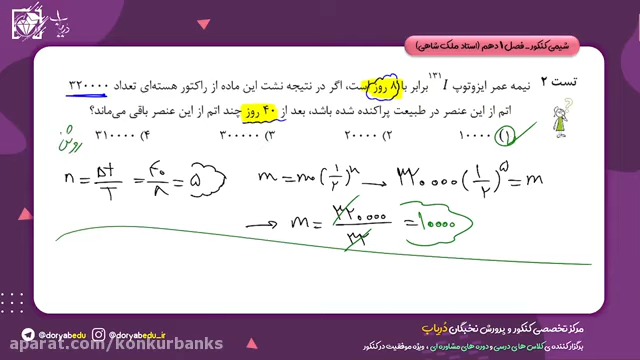 دریاب
شیمی کنکور - فصل ۱ دهم (استاد ملک شاهی)
تست ۲
نیمه عمر ایزوتوپ ¹³¹I برابر با ۸ روز است، اگر در نتیجه نشت این ماده از راکتور هسته‌ای تعداد ۳۲۰۰۰۰
اتم از این عنصر در طبیعت پراکنده شده باشد، بعد از ۴۰ روز چند اتم از این عنصر باقی می‌ماند؟
۱) ۱۰۰۰۰ ۲) ۲۰۰۰۰ ۳) ۳۰۰۰۰۰ ۴) ۳۱۰۰۰۰
روش
n = Δt/T = ۴۰/۸ = ۵ m = m₀(۱/۲)ⁿ → ۳۲۰۰۰۰(۱/۲)⁵ = m
→ m = ۳۲۰۰۰۰/۳۲ = ۱۰۰۰۰
مرکز تخصصی کنکور و پرورش نخبگان دُریاب
برگزارکننده ی کلاس های درسی و دوره های مشاوره ای ، ویژه موفقیت در کنکور
doryabedu doryabedu_ir
aparat.com/konkurbanks